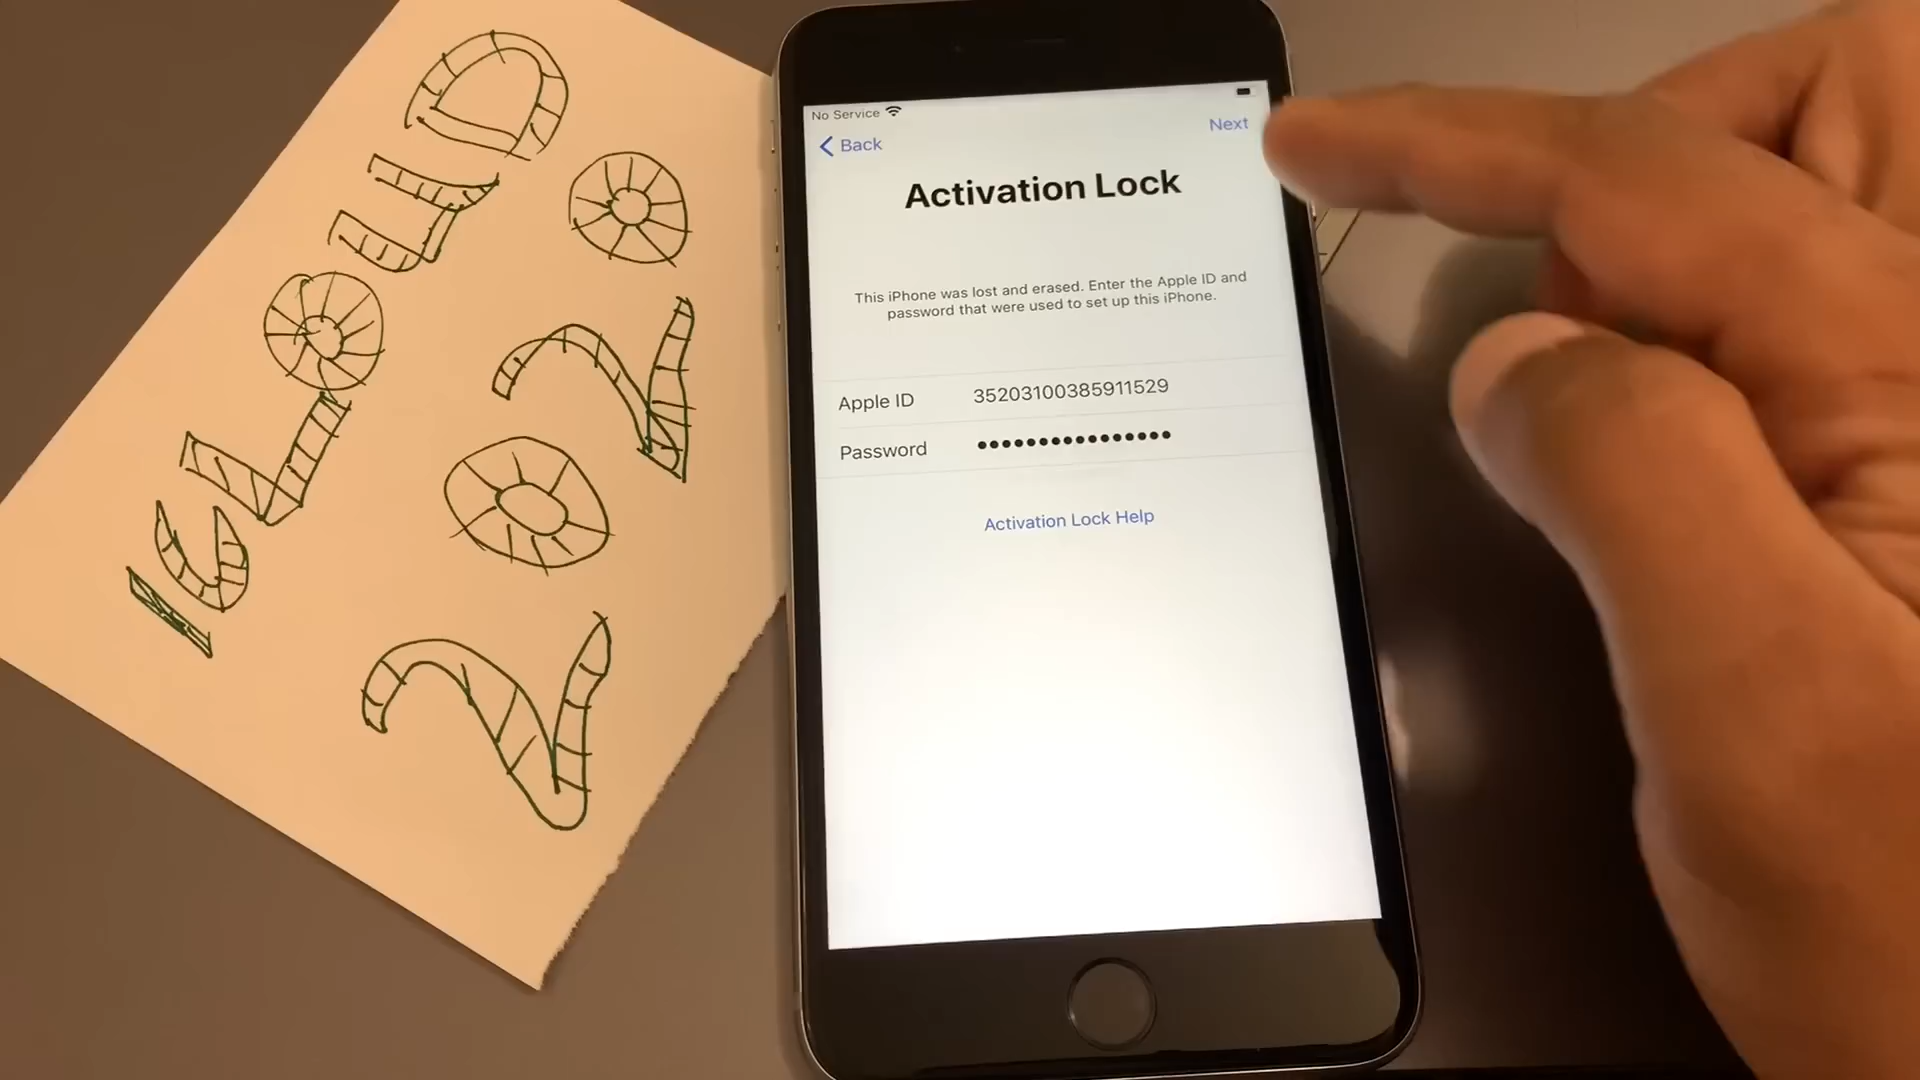 ICLOUD
2020
No Service
Back
Next
Activation Lock
This iPhone was lost and erased. Enter the Apple ID and
password that were used to set up this iPhone.
Apple ID 35203100385911529
Password ••••••••••••••••
Activation Lock Help